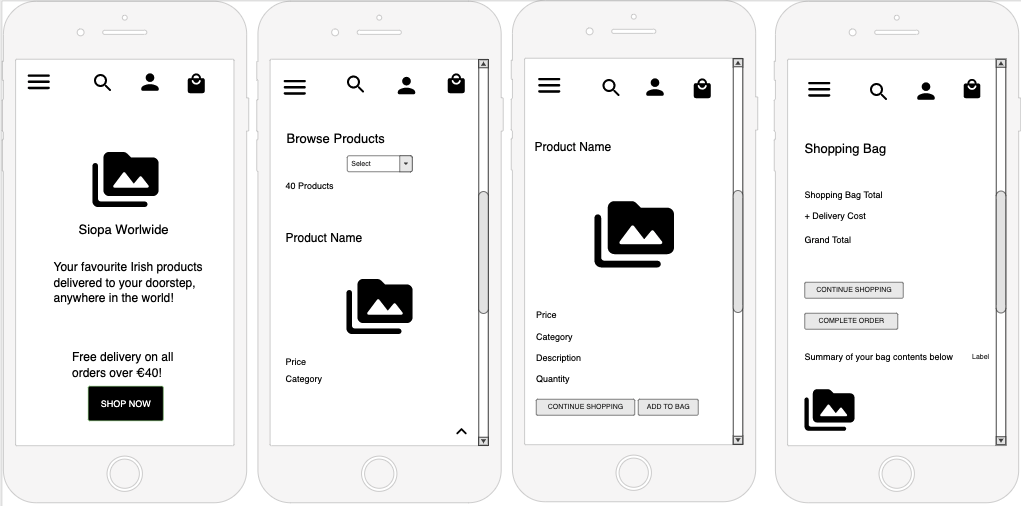 Siopa Worlwide
Your favourite Irish products
delivered to your doorstep,
anywhere in the world!
Free delivery on all
orders over €40!
SHOP NOW
Browse Products
Select
40 Products
Product Name
Price
Category
Product Name
Price
Category
Description
Quantity
CONTINUE SHOPPING
ADD TO BAG
Shopping Bag
Shopping Bag Total
+ Delivery Cost
Grand Total
CONTINUE SHOPPING
COMPLETE ORDER
Summary of your bag contents below
Label